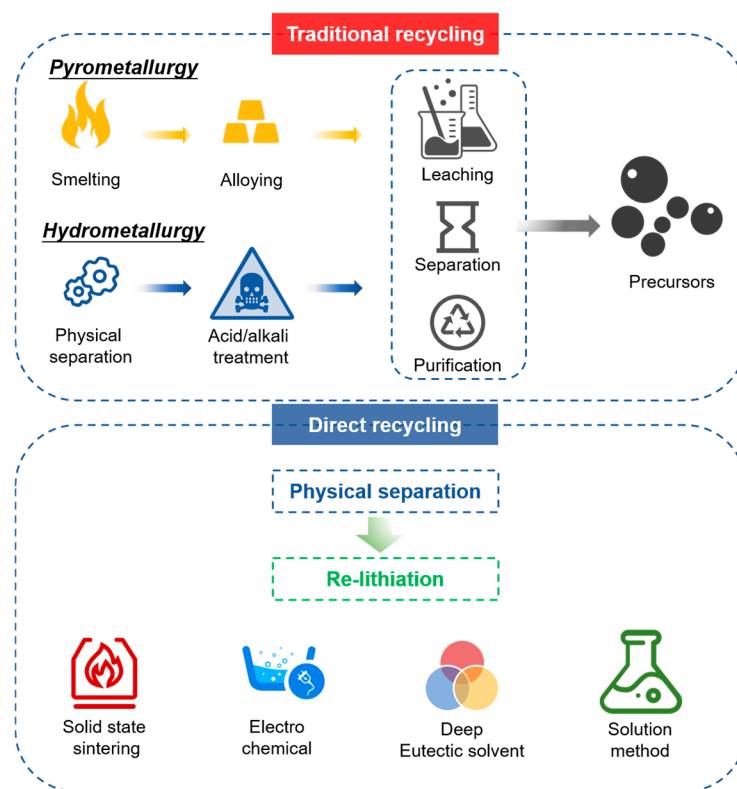 Traditional recycling
Pyrometallurgy
Smelting
Alloying
Leaching
Hydrometallurgy
Separation
Precursors
Physical
separation
Acid/alkali
treatment
Purification
Direct recycling
Physical separation
Re-lithiation
Solid state
sintering
Electro
chemical
Deep
Eutectic solvent
Solution
method